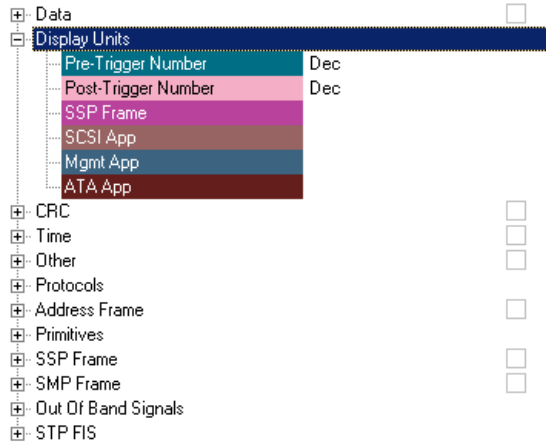 Data
Display Units
Pre-Trigger Number Dec
Post-Trigger Number Dec
SSP Frame
SCSI App
Mgmt App
ATA App
CRC
Time
Other
Protocols
Address Frame
Primitives
SSP Frame
SMP Frame
Out Of Band Signals
STP FIS